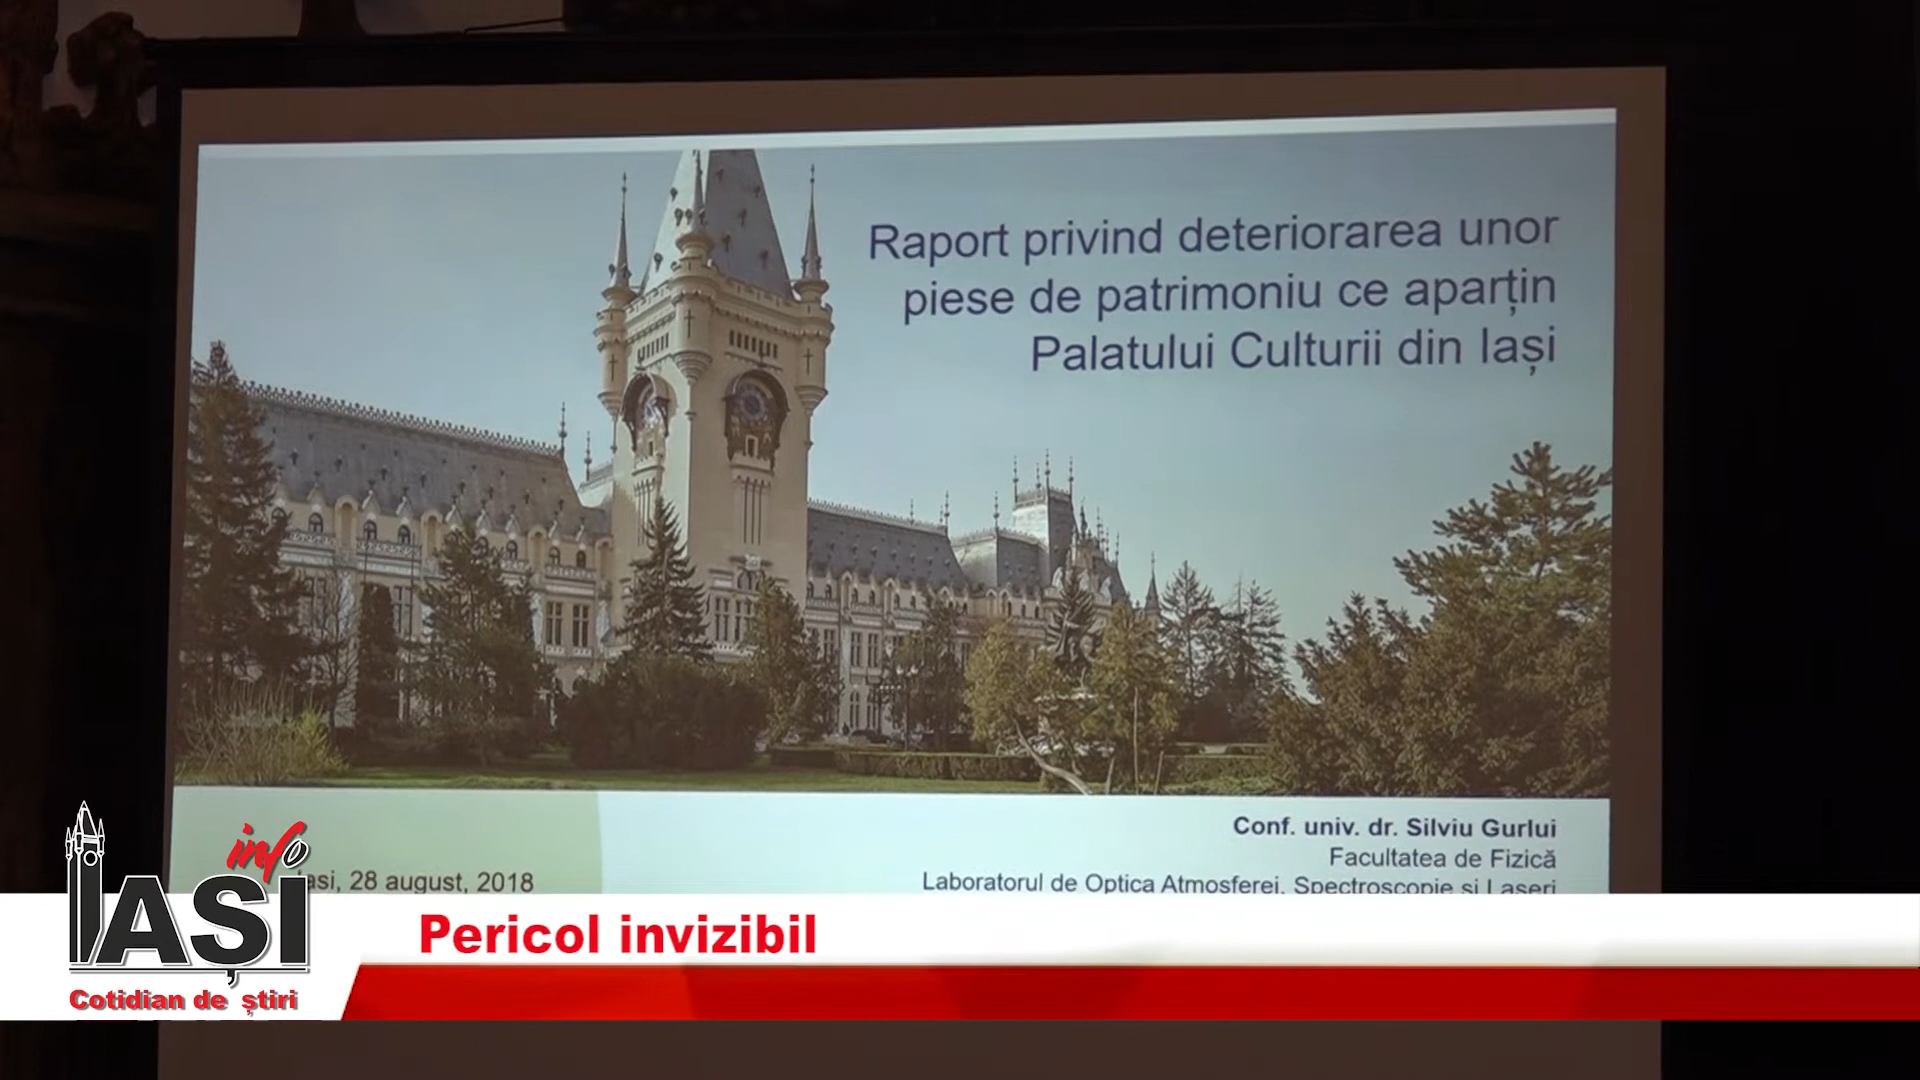 Raport privind deteriorarea unor
piese de patrimoniu ce aparțin
Palatului Culturii din Iași
Conf. univ. dr. Silviu Gurlui
Facultatea de Fizică
Iași, 28 august, 2018
Laboratorul de Optica Atmosferei, Spectroscopie și Laseri
info
IAȘI
Cotidian de știri
Pericol invizibil